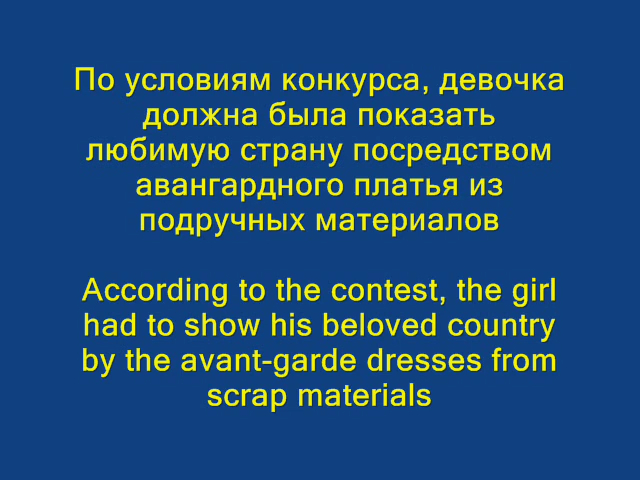 По условиям конкурса, девочка
должна была показать
любимую страну посредством
авангардного платья из
подручных материалов
According to the contest, the girl
had to show his beloved country
by the avant-garde dresses from
scrap materials